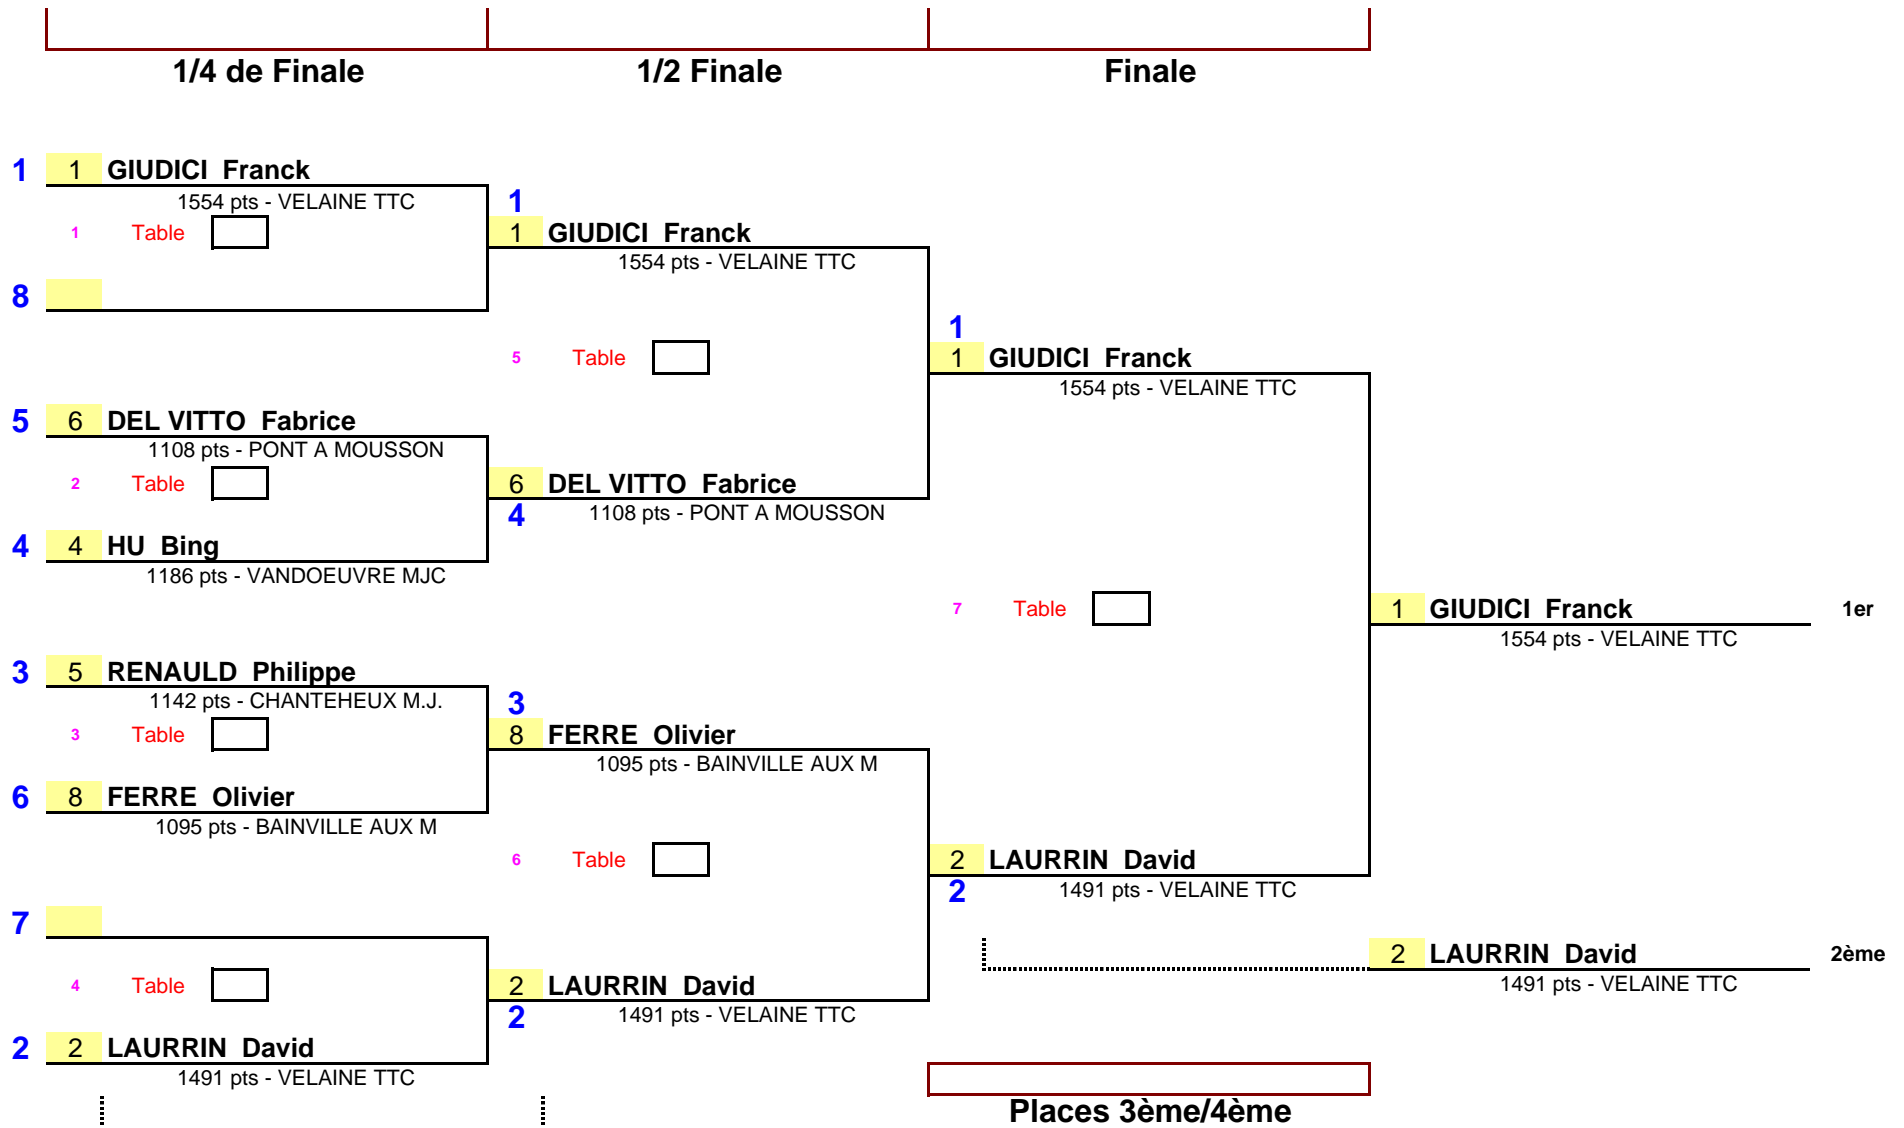 1/4 de Finale 1/2 Finale Finale
1 1 GIUDICI Franck
1554 pts - VELAINE TTC
1
1 Table
1 GIUDICI Franck
1554 pts - VELAINE TTC
8
1
5 Table
1 GIUDICI Franck
1554 pts - VELAINE TTC
5 6 DEL VITTO Fabrice
1108 pts - PONT A MOUSSON
2 Table
6 DEL VITTO Fabrice
4 1108 pts - PONT A MOUSSON
4 4 HU Bing
1186 pts - VANDOEUVRE MJC
7 Table
1 GIUDICI Franck 1er
1554 pts - VELAINE TTC
3 5 RENAULD Philippe
1142 pts - CHANTEHEUX M.J.
3
3 Table
8 FERRE Olivier
1095 pts - BAINVILLE AUX M
6 8 FERRE Olivier
1095 pts - BAINVILLE AUX M
6 Table
2 LAURRIN David
2 1491 pts - VELAINE TTC
7
2 LAURRIN David 2ème
1491 pts - VELAINE TTC
4 Table
2 LAURRIN David
2 1491 pts - VELAINE TTC
2 2 LAURRIN David
1491 pts - VELAINE TTC
Places 3ème/4ème